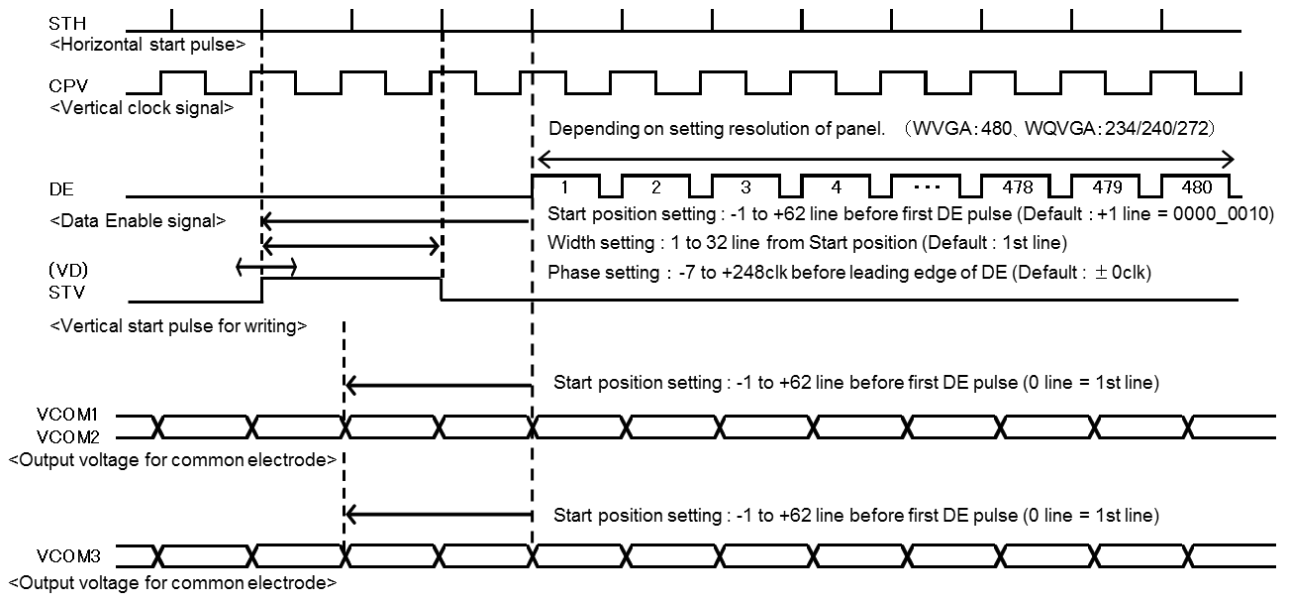 STH
<Horizontal start pulse>
CPV
<Vertical clock signal>
Depending on setting resolution of panel. （WVGA:480、WQVGA:234/240/272）
DE
1 2 3 4 ··· 478 479 480
<Data Enable signal>
Start position setting : -1 to +62 line before first DE pulse (Default : +1 line = 0000_0010)
Width setting : 1 to 32 line from Start position (Default : 1st line)
(VD)
STV
Phase setting : -7 to +248clk before leading edge of DE (Default : ±0clk)
<Vertical start pulse for writing>
Start position setting : -1 to +62 line before first DE pulse (0 line = 1st line)
VCOM1
VCOM2
<Output voltage for common electrode>
Start position setting : -1 to +62 line before first DE pulse (0 line = 1st line)
VCOM3
<Output voltage for common electrode>